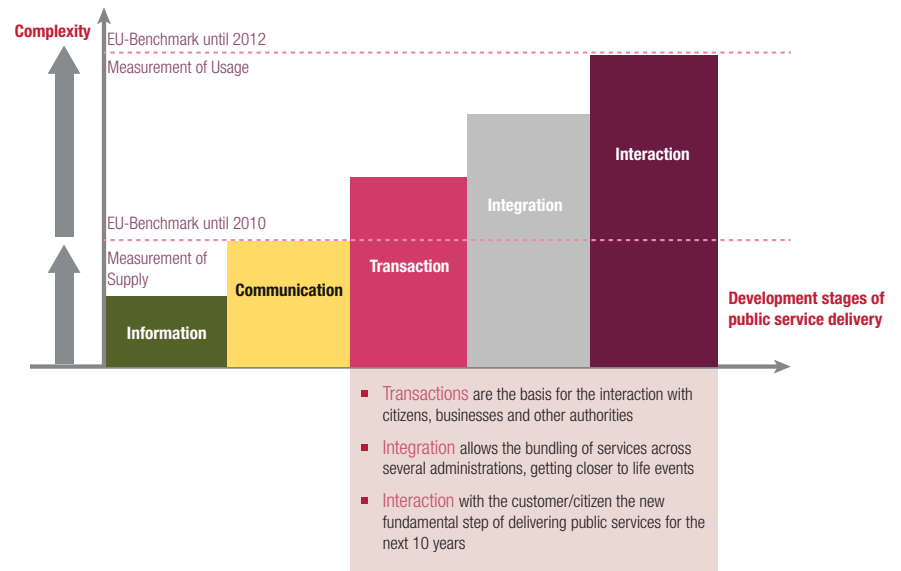 Complexity
EU-Benchmark until 2012
Measurement of Usage
EU-Benchmark until 2010
Measurement of
Supply
Information
Communication
Transaction
Integration
Interaction
Development stages of
public service delivery
Transactions are the basis for the interaction with
citizens, businesses and other authorities
Integration allows the bundling of services across
several administrations, getting closer to life events
Interaction with the customer/citizen the new
fundamental step of delivering public services for the
next 10 years